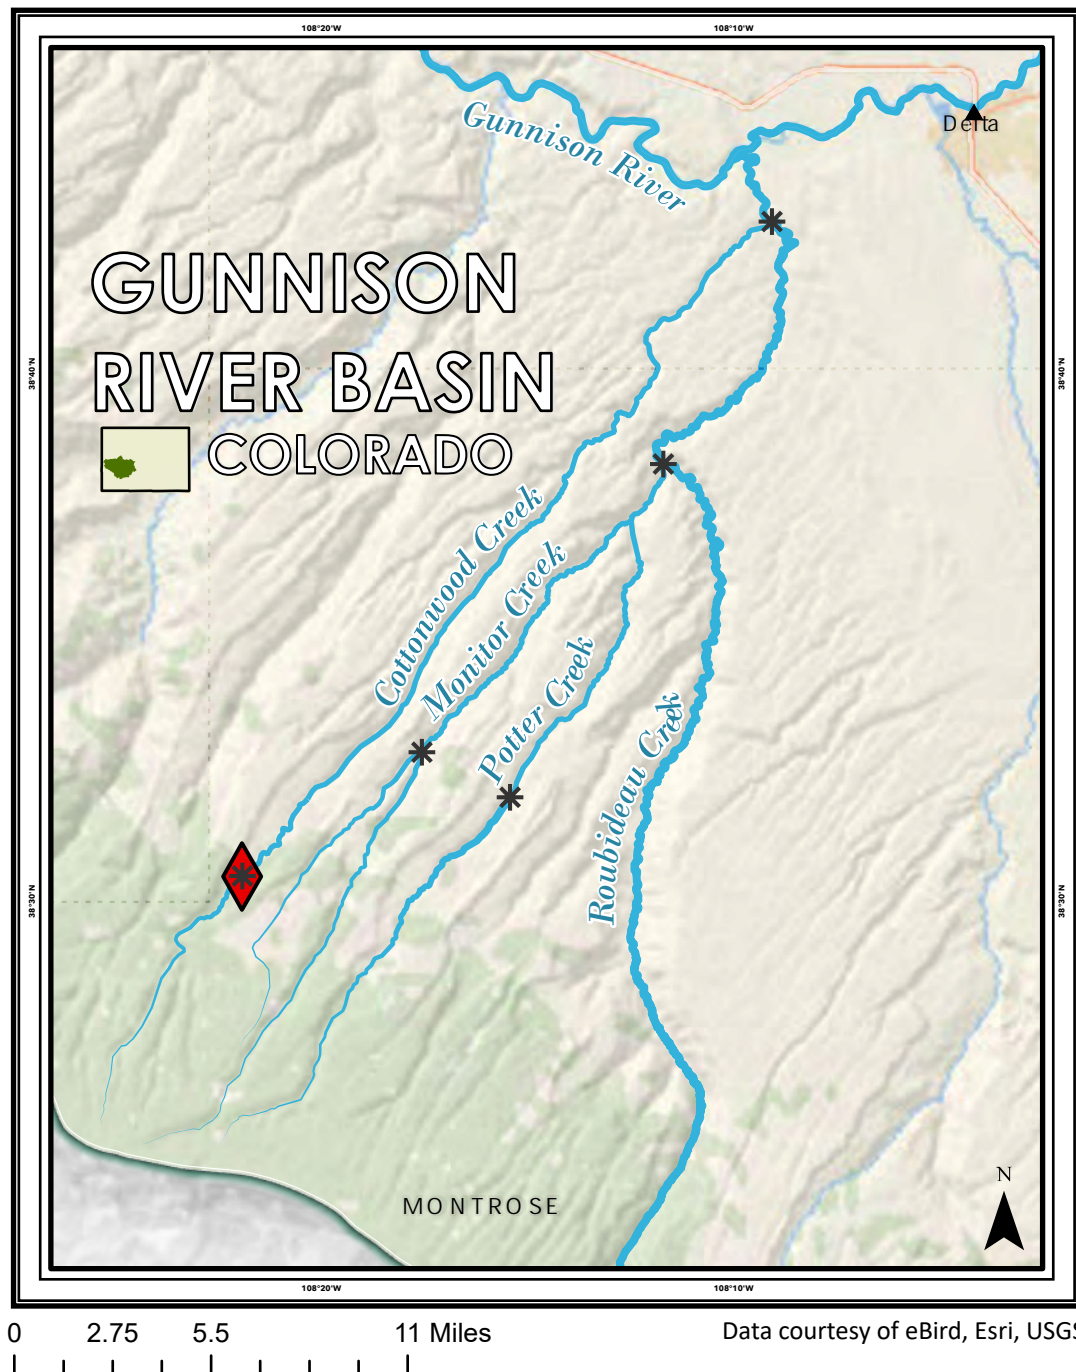 108°20'W
108°10'W
Gunnison River
Delta
GUNNISON
RIVER BASIN
COLORADO
38°40'N
38°40'N
Cottonwood Creek
Monitor Creek
Potter Creek
Roubideau Creek
38°30'N
38°30'N
N
MONTROSE
108°20'W
108°10'W
0 2.75 5.5 11 Miles
Data courtesy of eBird, Esri, USGS